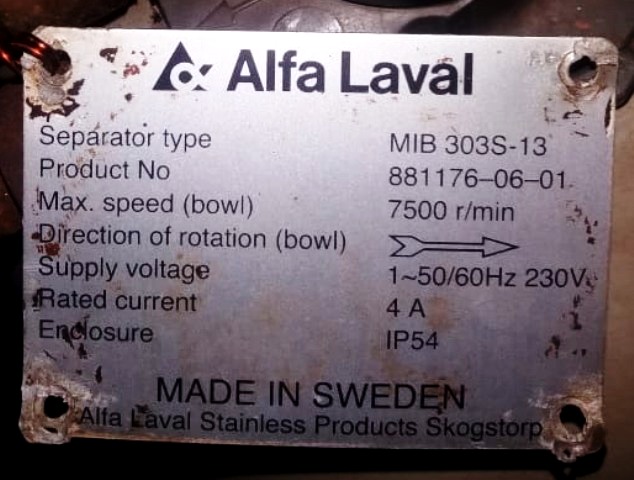 Alfa Laval
Separator type MIB 303S-13
Product No 881176-06-01
Max. speed (bowl) 7500 r/min
Direction of rotation (bowl)
Supply voltage 1~50/60Hz 230V
Rated current 4 A
Enclosure IP54
MADE IN SWEDEN
Alfa Laval Stainless Products Skogstorp